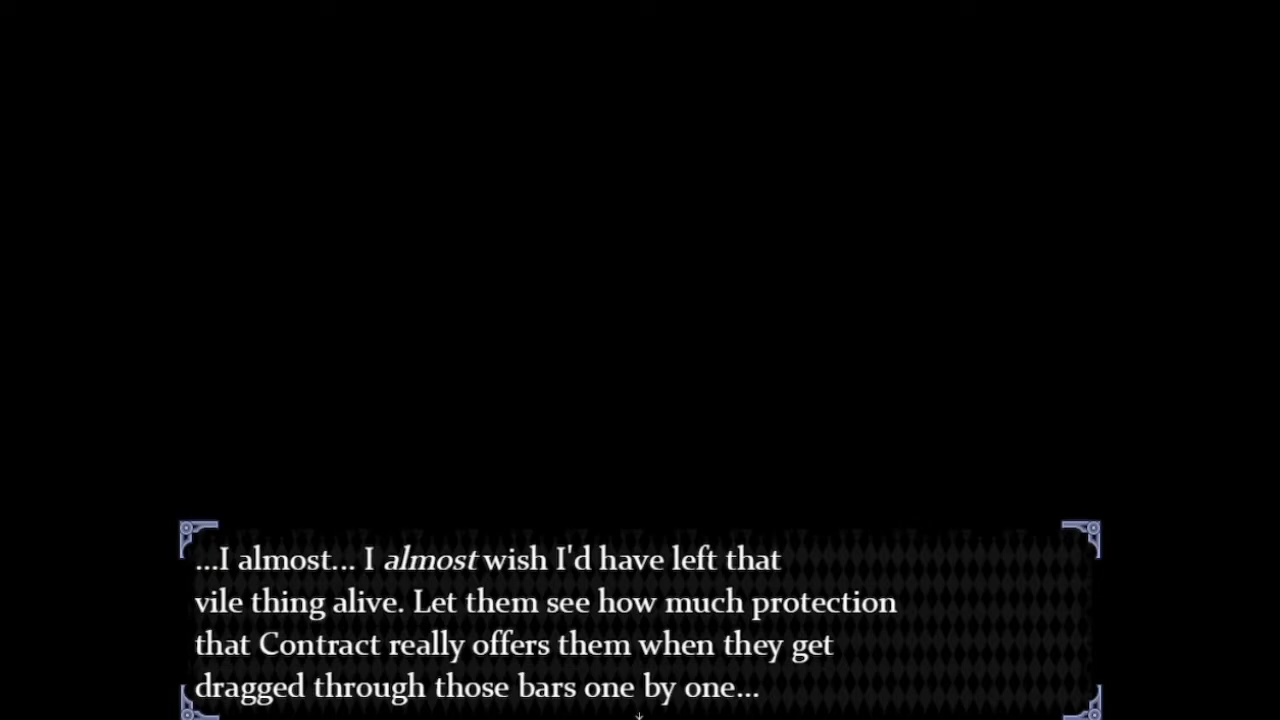 ...I almost... I almost wish I'd have left that
vile thing alive. Let them see how much protection
that Contract really offers them when they get
dragged through those bars one by one...